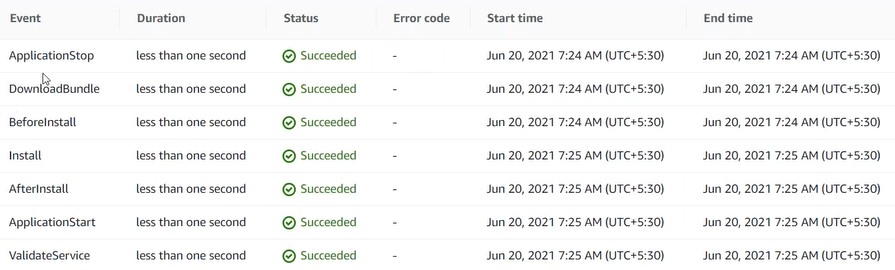 Event Duration Status Error code Start time End time
ApplicationStop less than one second Succeeded - Jun 20, 2021 7:24 AM (UTC+5:30) Jun 20, 2021 7:24 AM (UTC+5:30)
DownloadBundle less than one second Succeeded - Jun 20, 2021 7:24 AM (UTC+5:30) Jun 20, 2021 7:24 AM (UTC+5:30)
BeforeInstall less than one second Succeeded - Jun 20, 2021 7:24 AM (UTC+5:30) Jun 20, 2021 7:24 AM (UTC+5:30)
Install less than one second Succeeded - Jun 20, 2021 7:25 AM (UTC+5:30) Jun 20, 2021 7:25 AM (UTC+5:30)
AfterInstall less than one second Succeeded - Jun 20, 2021 7:25 AM (UTC+5:30) Jun 20, 2021 7:25 AM (UTC+5:30)
ApplicationStart less than one second Succeeded - Jun 20, 2021 7:25 AM (UTC+5:30) Jun 20, 2021 7:25 AM (UTC+5:30)
ValidateService less than one second Succeeded - Jun 20, 2021 7:25 AM (UTC+5:30) Jun 20, 2021 7:25 AM (UTC+5:30)